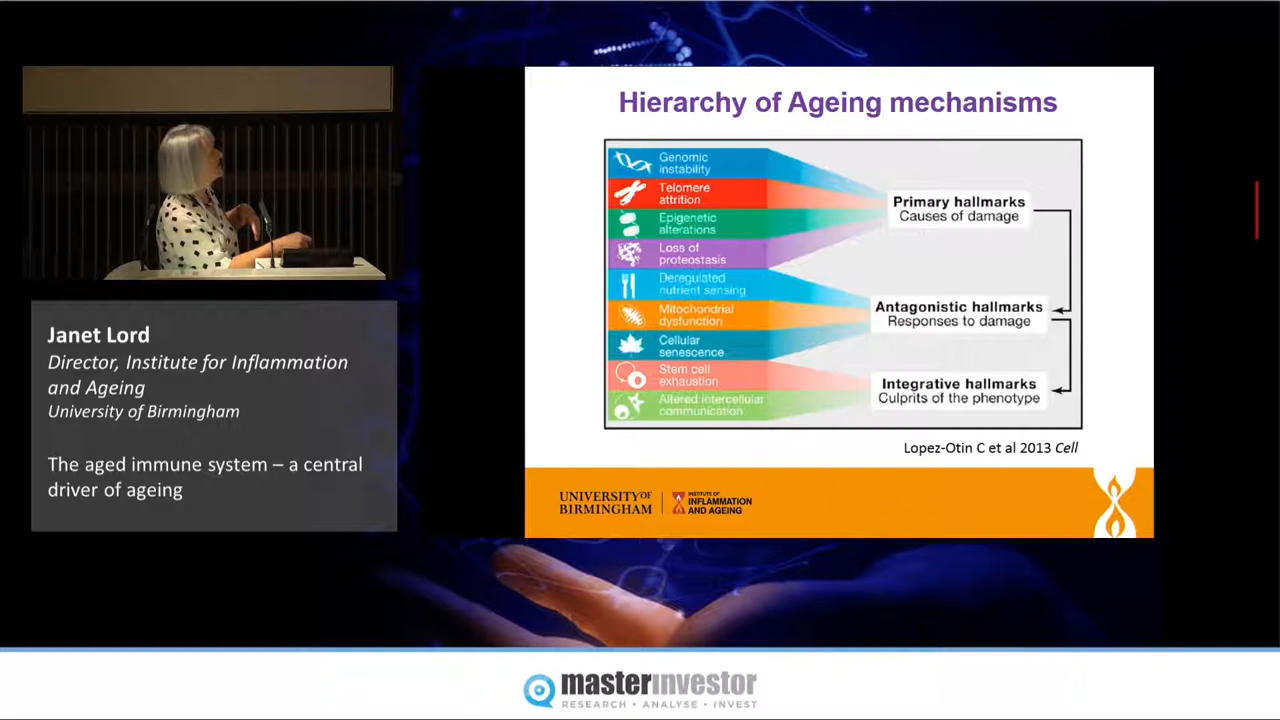 Janet Lord
Director, Institute for Inflammation
and Ageing
University of Birmingham
The aged immune system – a central
driver of ageing
Hierarchy of Ageing mechanisms
Genomic
instability
Telomere
attrition
Epigenetic
alterations
Loss of
proteostasis
Deregulated
nutrient sensing
Mitochondrial
dysfunction
Cellular
senescence
Stem cell
exhaustion
Altered intercellular
communication
Primary hallmarks
Causes of damage
Antagonistic hallmarks
Responses to damage
Integrative hallmarks
Culprits of the phenotype
Lopez-Otin C et al 2013 Cell
UNIVERSITY OF
BIRMINGHAM
INSTITUTE OF
INFLAMMATION
AND AGEING
masterinvestor
RESEARCH • ANALYSE • INVEST